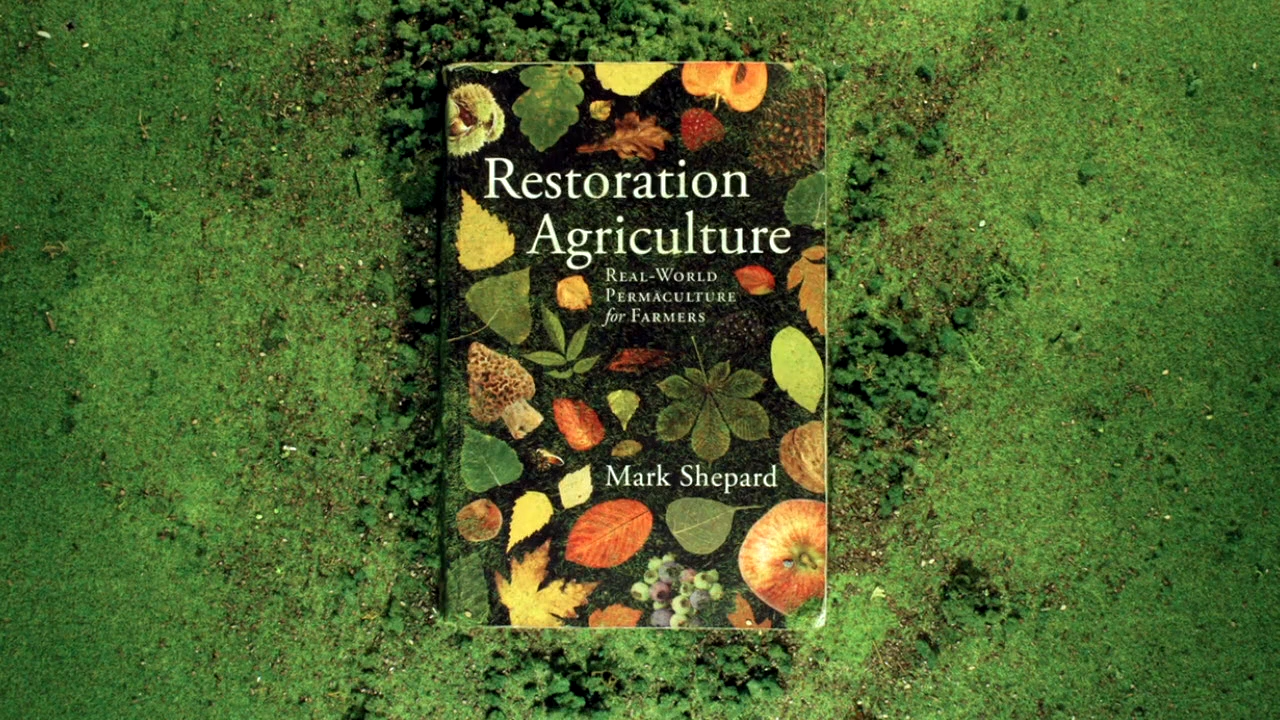 Restoration
Agriculture
Real-World
Permaculture
for Farmers
Mark Shepard